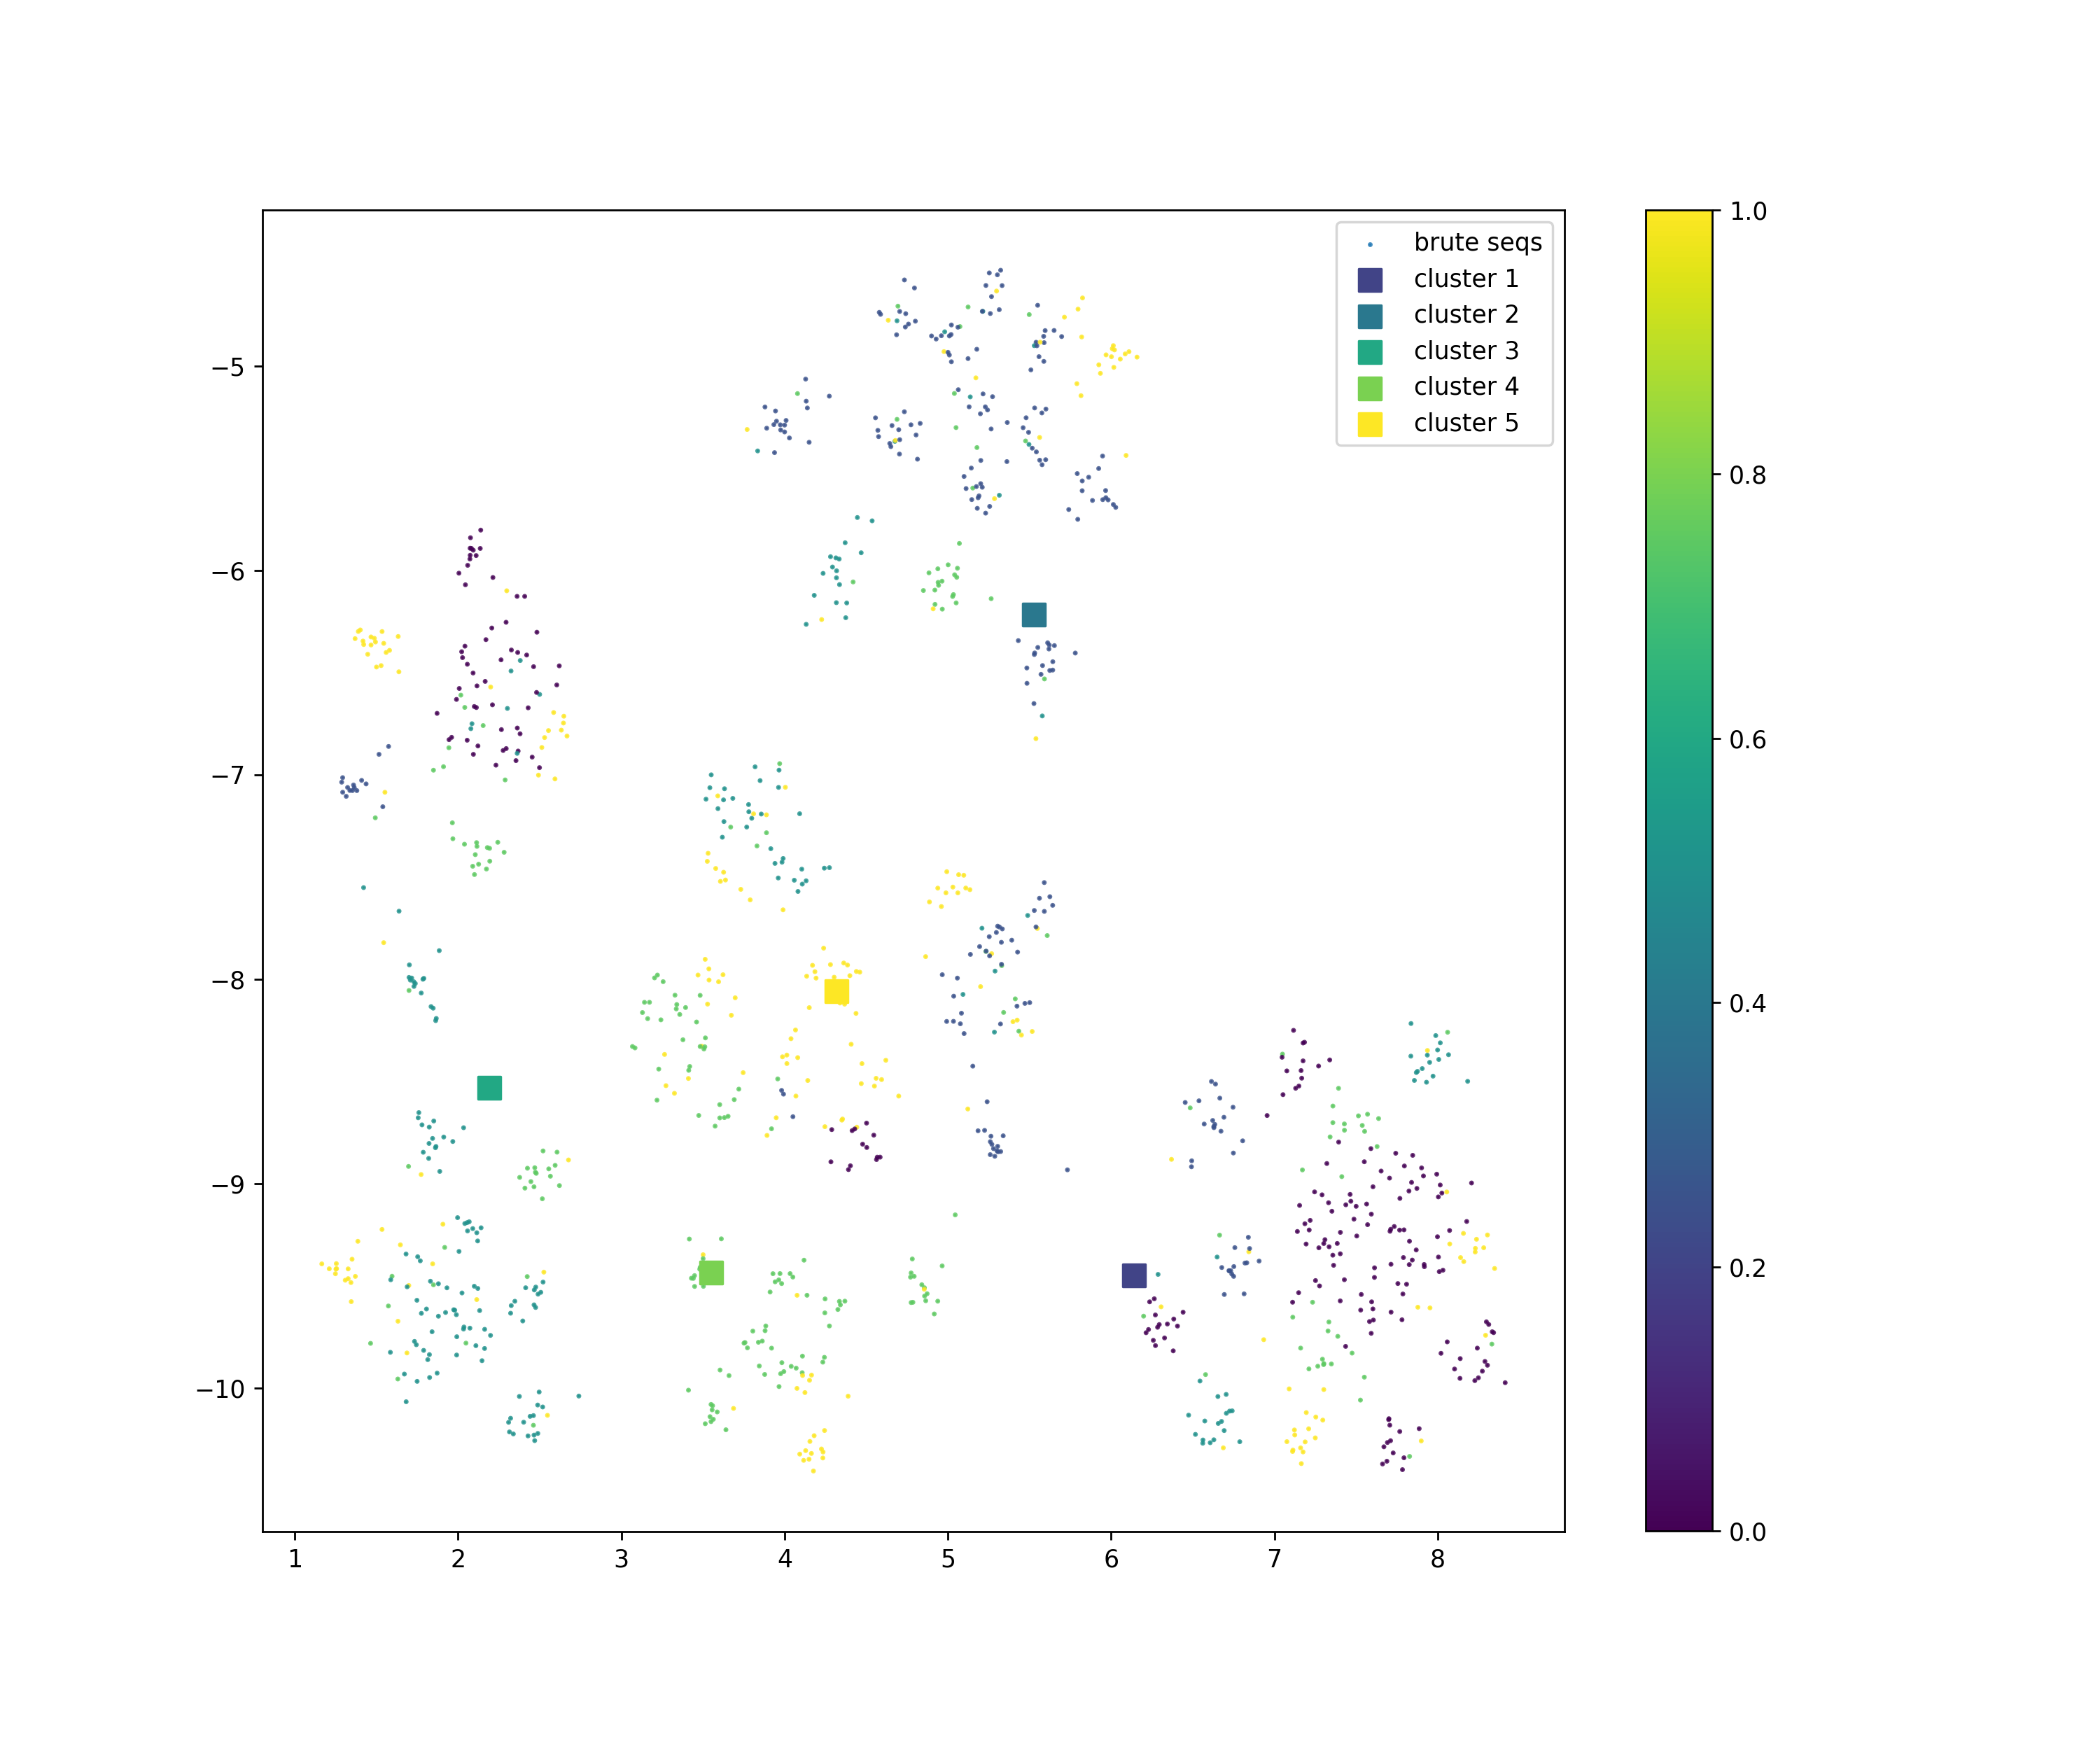 brute seqs
cluster 1
cluster 2
cluster 3
cluster 4
cluster 5
−5
−6
−7
−8
−9
−10
1 2 3 4 5 6 7 8
1.0
0.8
0.6
0.4
0.2
0.0